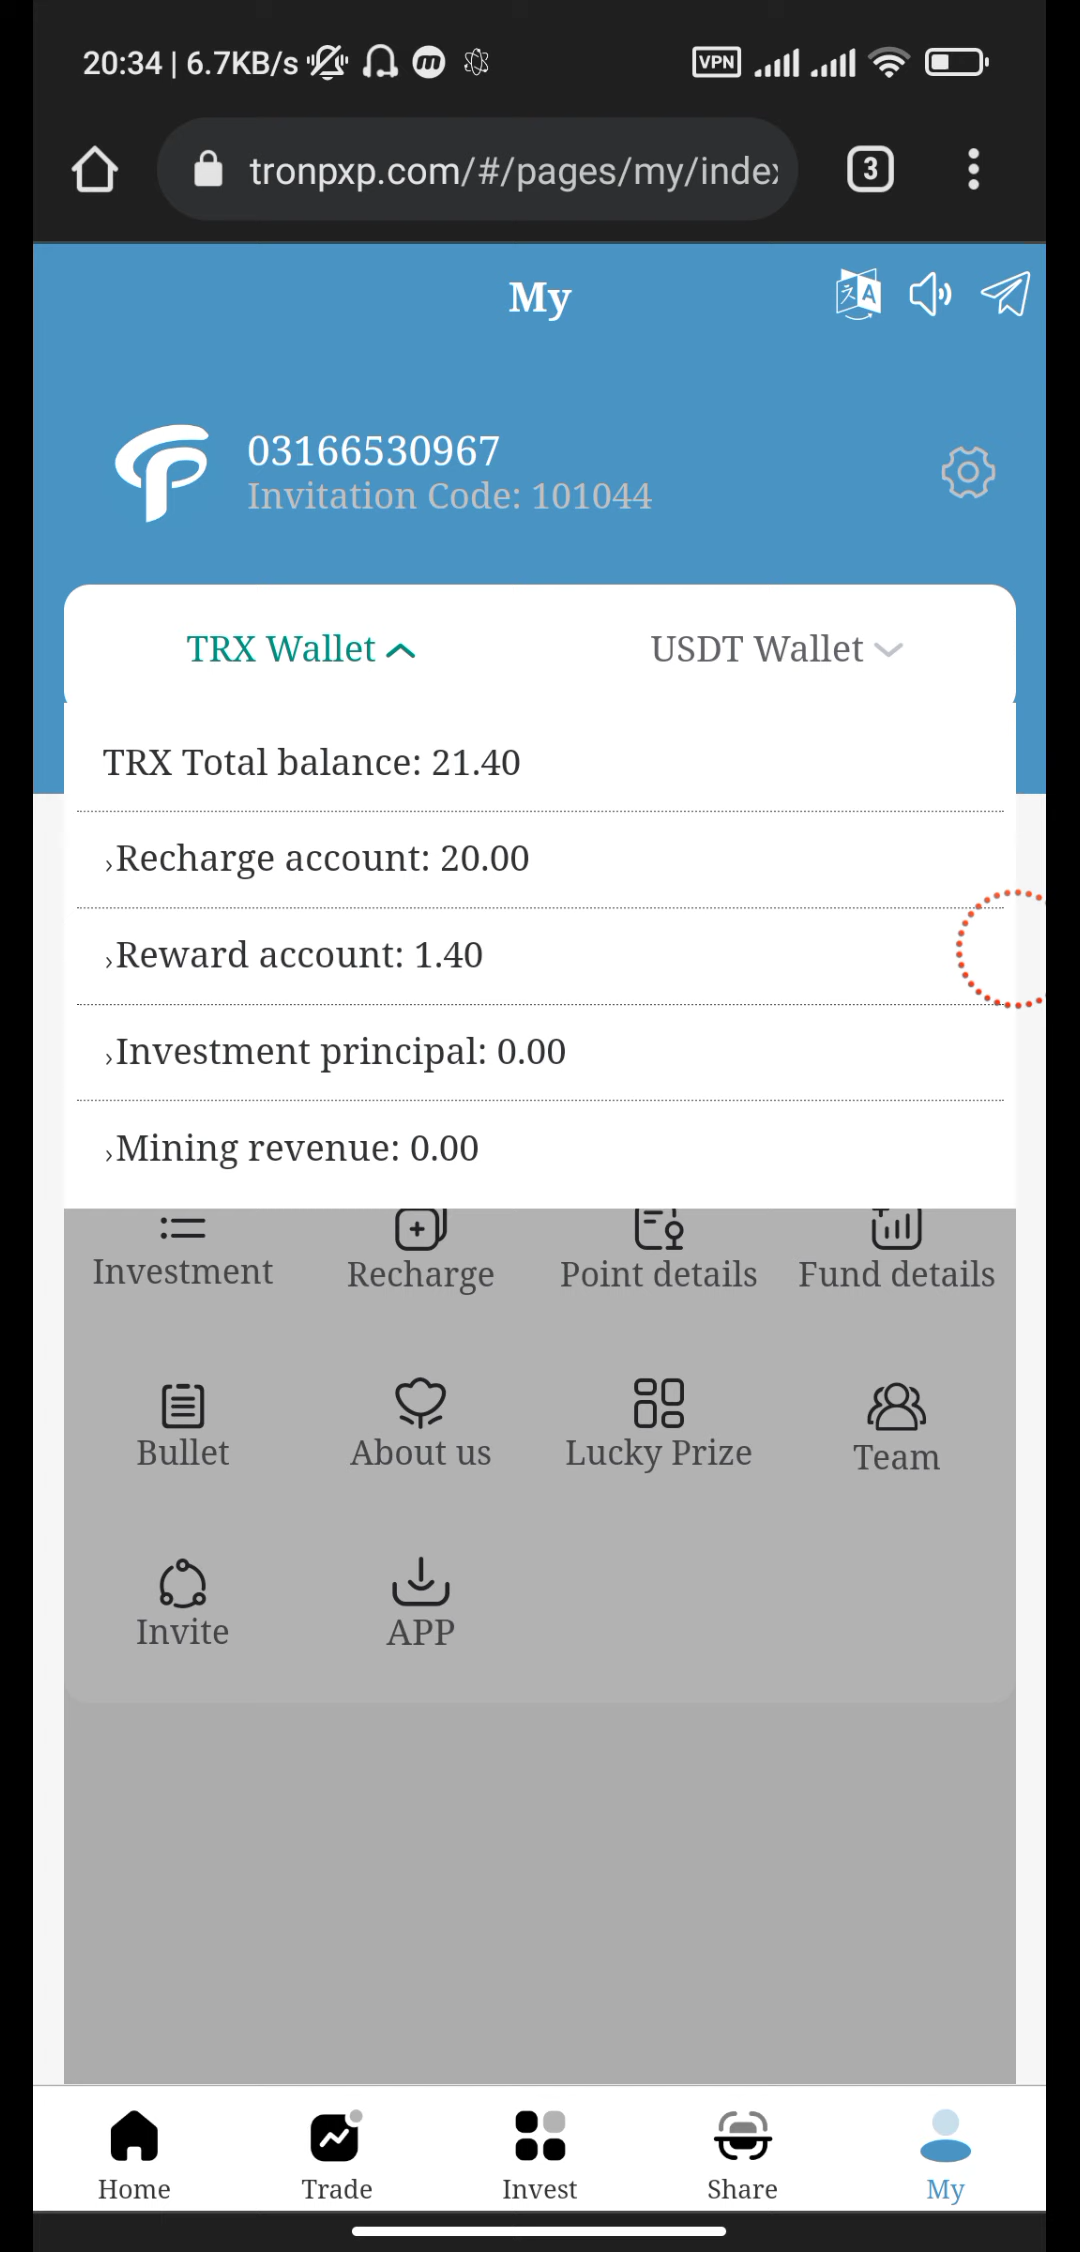 20:34 | 6.7KB/s VPN
tronpxp.com/#/pages/my/index 3
My
03166530967
Invitation Code: 101044
TRX Wallet USDT Wallet
TRX Total balance: 21.40
›Recharge account: 20.00
›Reward account: 1.40
›Investment principal: 0.00
›Mining revenue: 0.00
Investment Recharge Point details Fund details
Bullet About us Lucky Prize Team
Invite APP
Home Trade Invest Share My